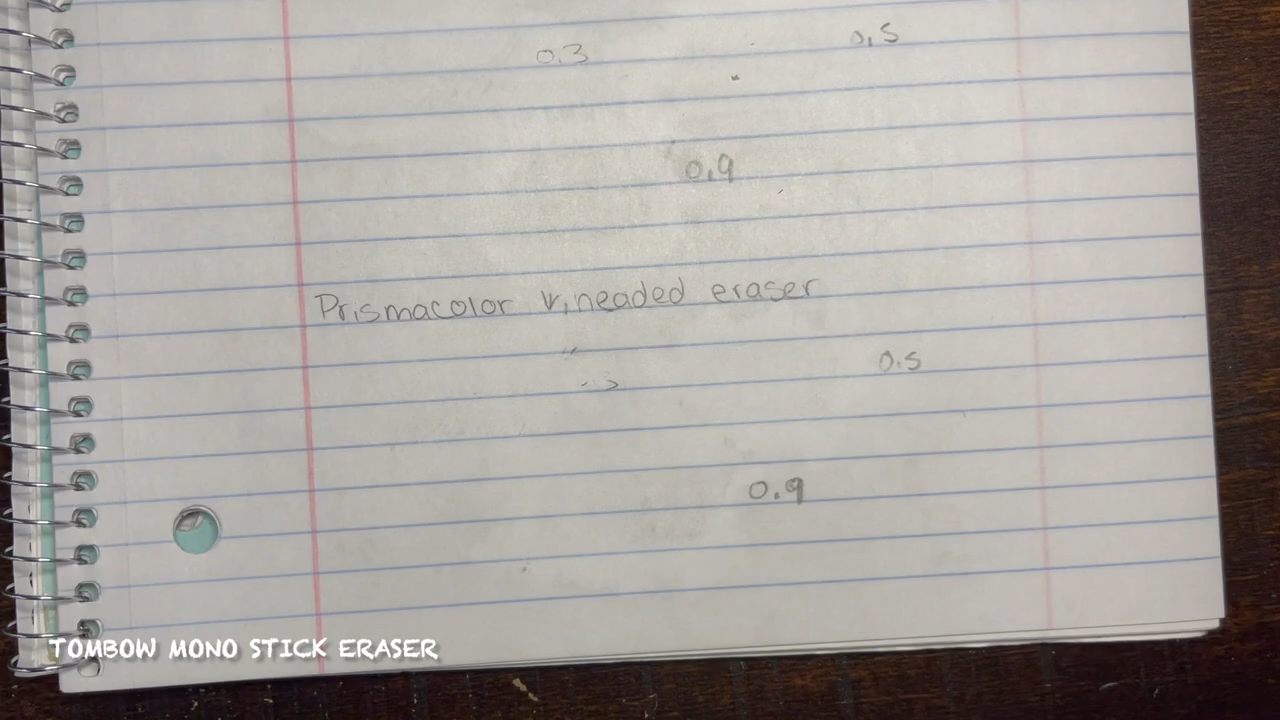 0.3 0.5
0.9
Prismacolor kneaded eraser
0.5
0.9
TOMBOW MONO STICK ERASER